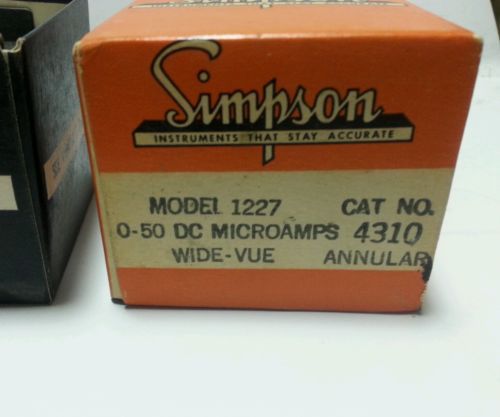 Simpson
INSTRUMENTS THAT STAY ACCURATE
MODEL 1227 CAT NO.
0-50 DC MICROAMPS 4310
WIDE-VUE ANNULAR